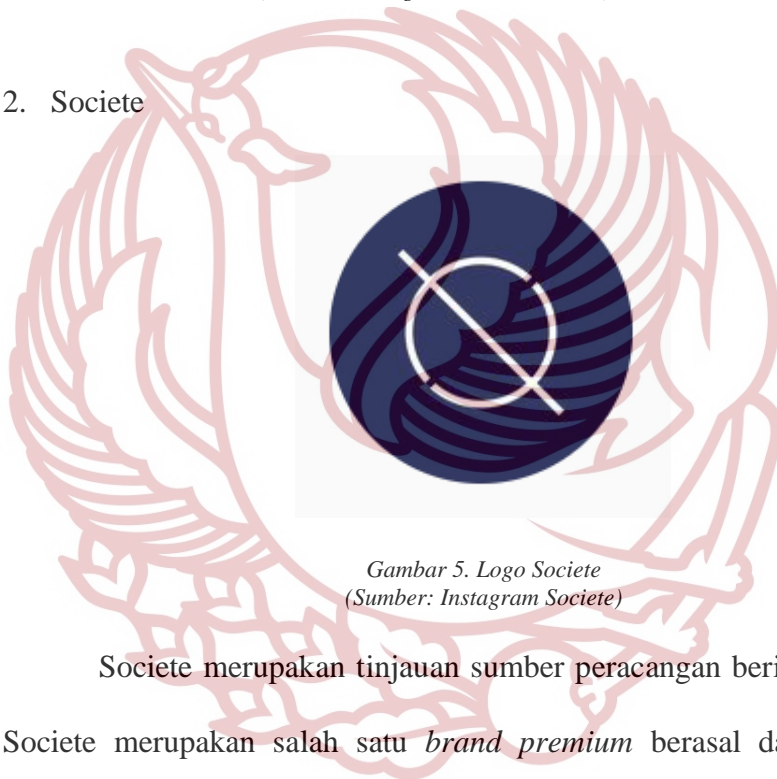 2. Societe
Gambar 5. Logo Societe
(Sumber: Instagram Societe)
Societe merupakan tinjauan sumber peracangan beri
Societe merupakan salah satu brand premium berasal da